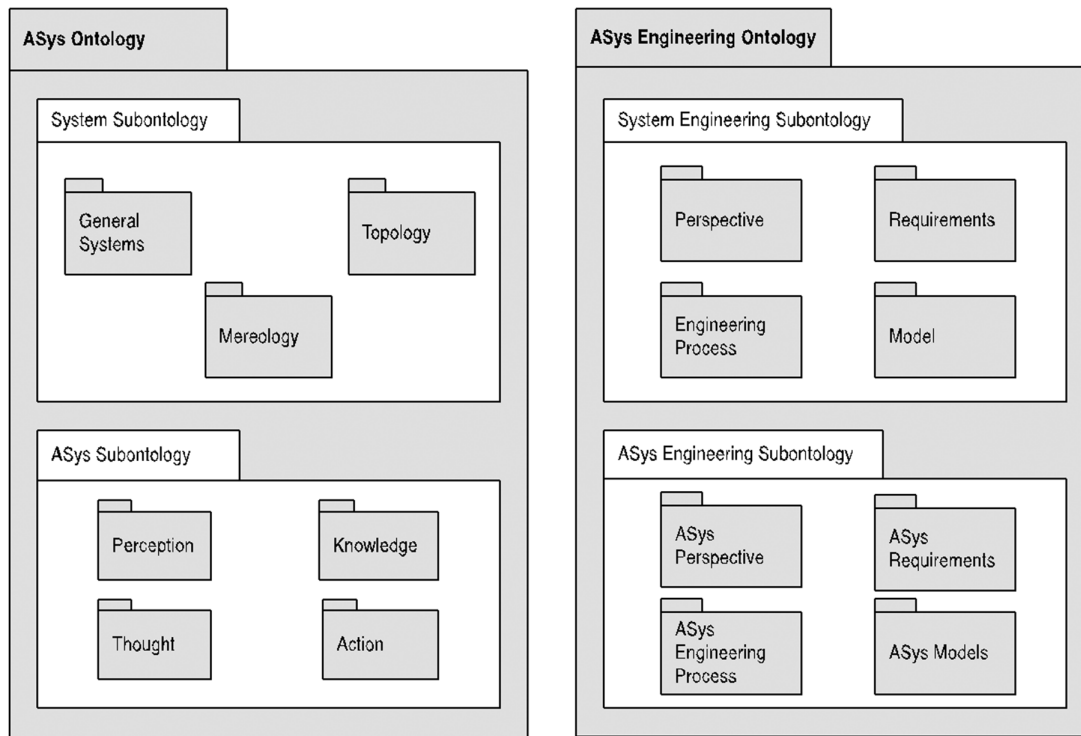 ASys Ontology
System Subontology
General
Systems
Topology
Mereology
ASys Subontology
Perception
Knowledge
Thought
Action
ASys Engineering Ontology
System Engineering Subontology
Perspective
Requirements
Engineering
Process
Model
ASys Engineering Subontology
ASys
Perspective
ASys
Requirements
ASys
Engineering
Process
ASys Models